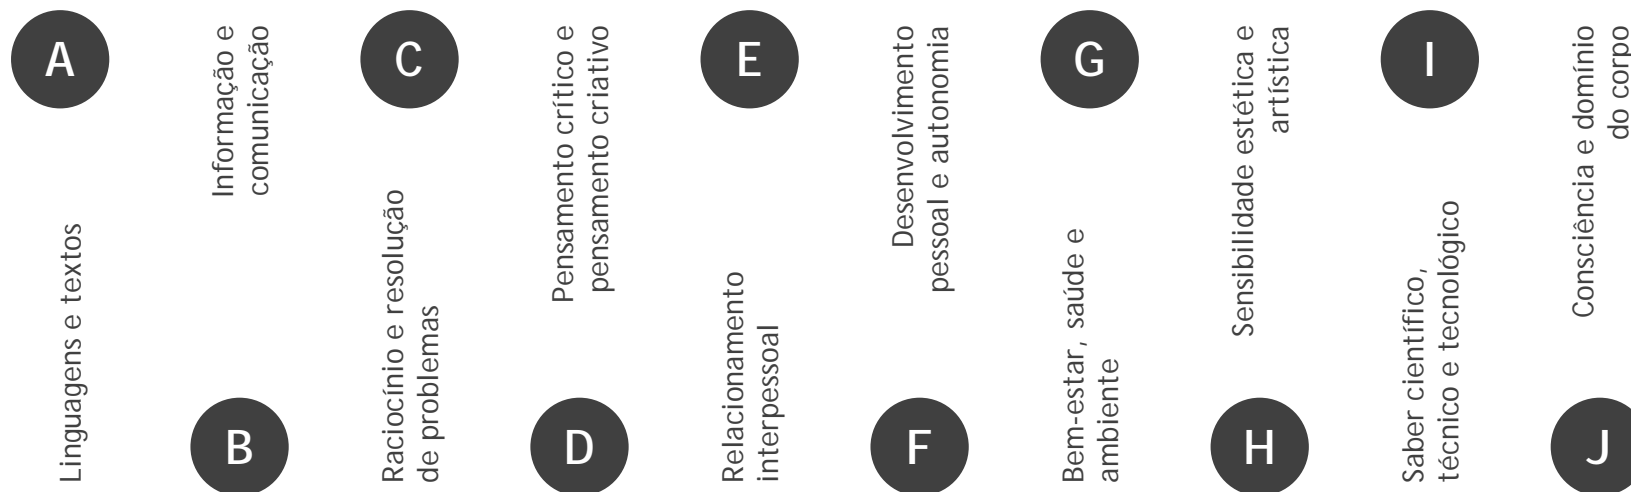 A
Linguagens e textos
Informação e
comunicação
B
C
Raciocínio e resolução
de problemas
Pensamento crítico e
pensamento criativo
D
E
Relacionamento
interpessoal
Desenvolvimento
pessoal e autonomia
F
G
Bem-estar, saúde e
ambiente
Sensibilidade estética e
artística
H
I
Saber científico,
técnico e tecnológico
Consciência e domínio
do corpo
J